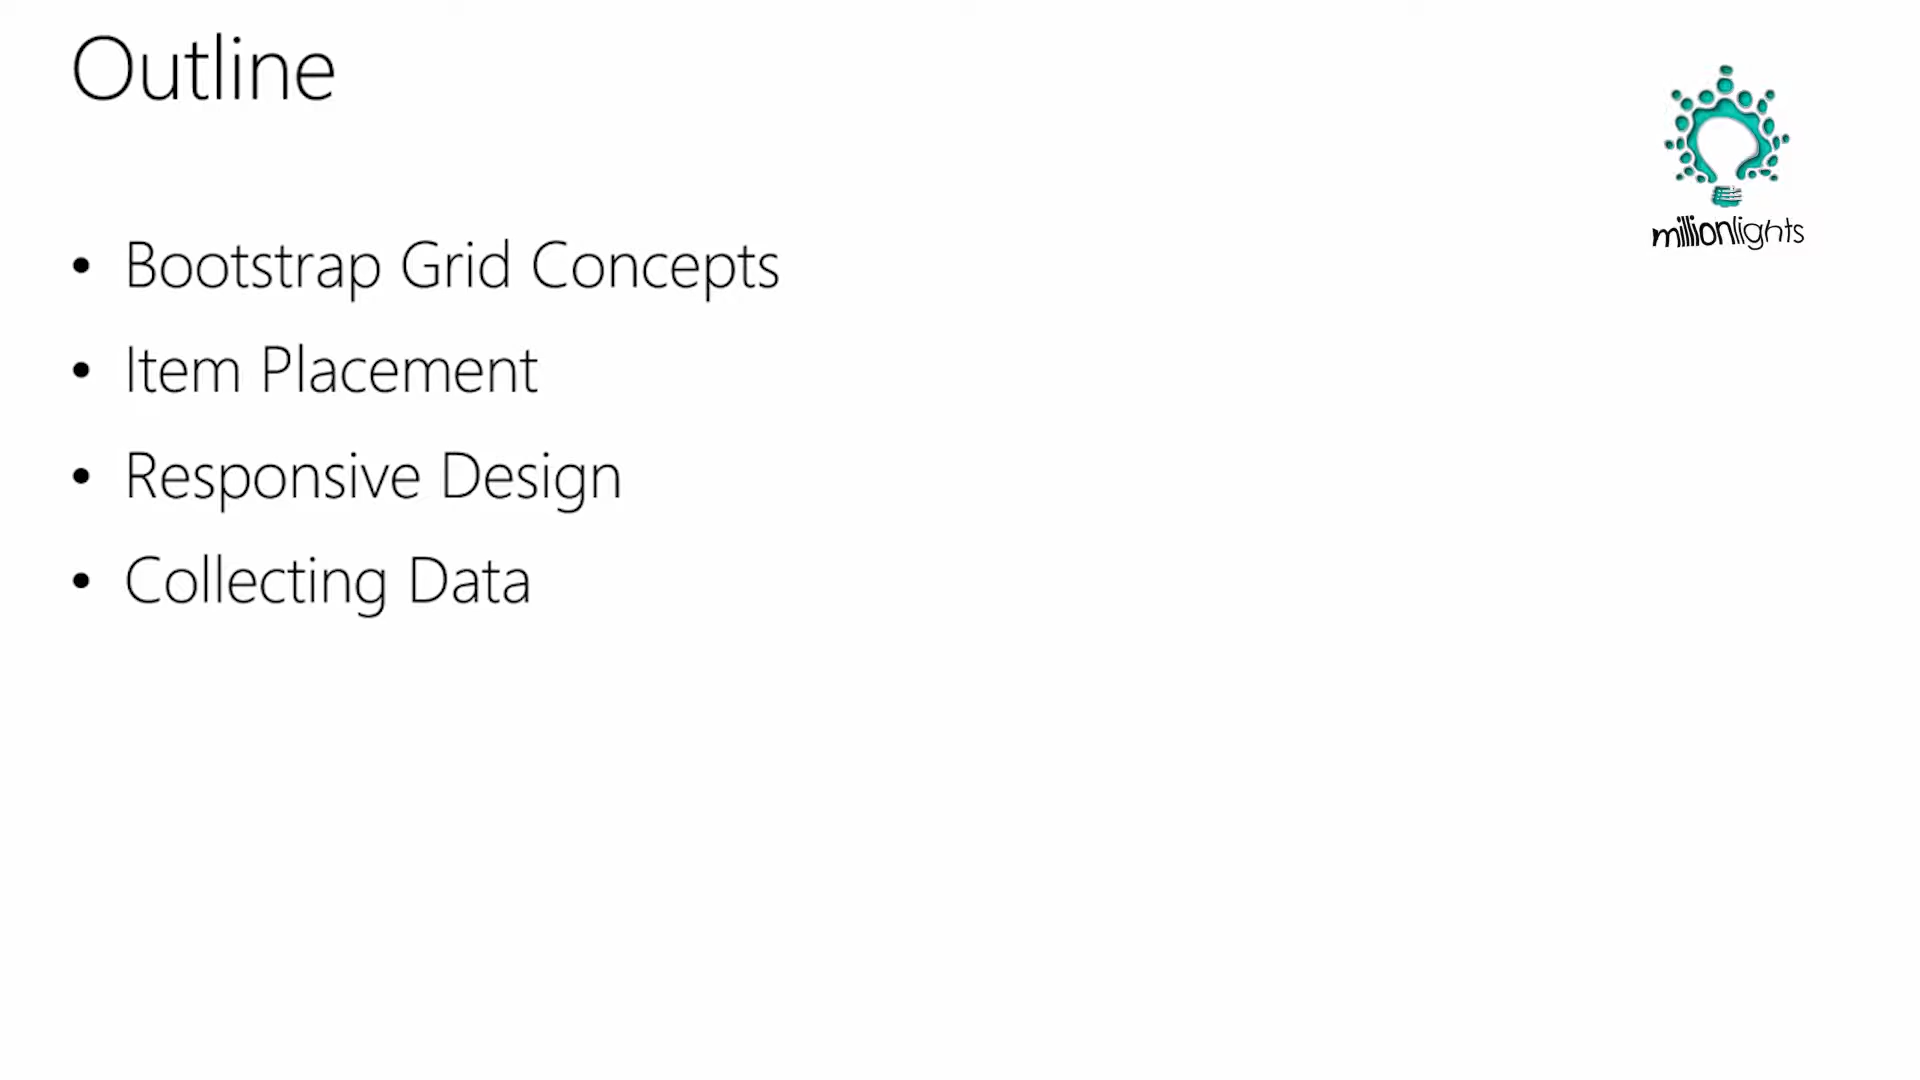 Outline
millionlights
• Bootstrap Grid Concepts
• Item Placement
• Responsive Design
• Collecting Data